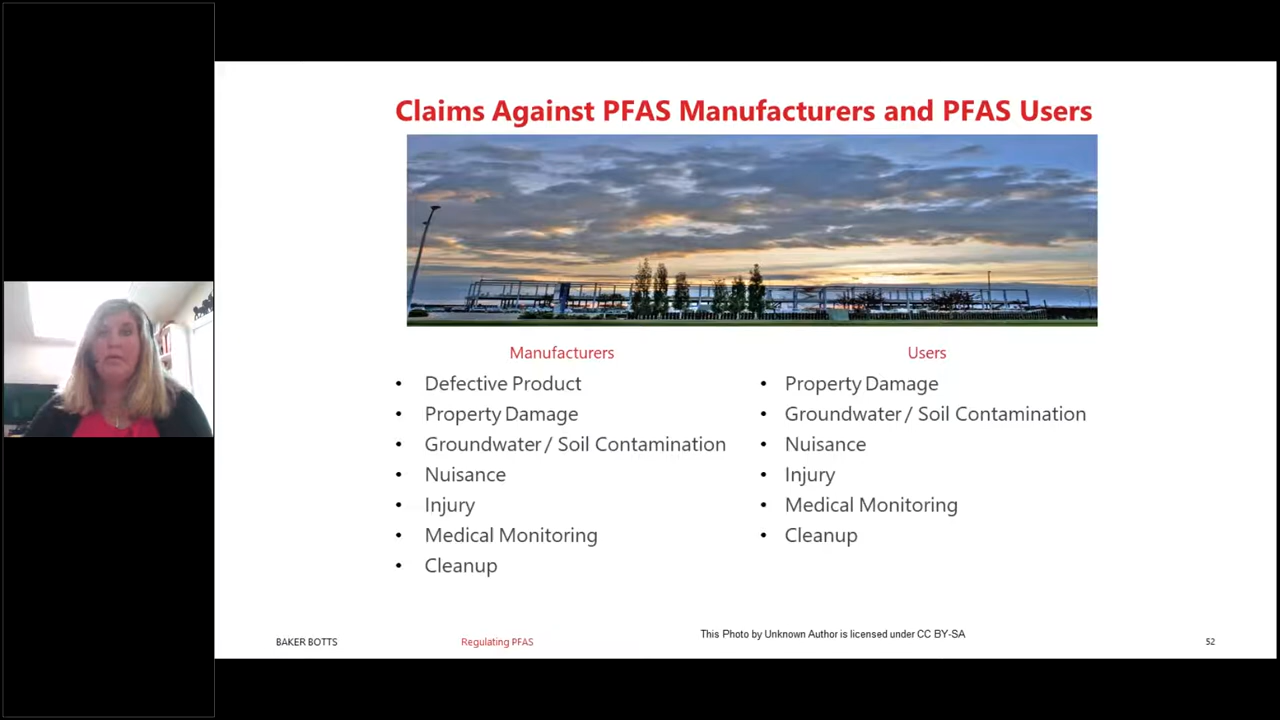 Claims Against PFAS Manufacturers and PFAS Users
Manufacturers
• Defective Product
• Property Damage
• Groundwater / Soil Contamination
• Nuisance
• Injury
• Medical Monitoring
• Cleanup
Users
• Property Damage
• Groundwater / Soil Contamination
• Nuisance
• Injury
• Medical Monitoring
• Cleanup
BAKER BOTTS
Regulating PFAS
This Photo by Unknown Author is licensed under CC BY-SA
52